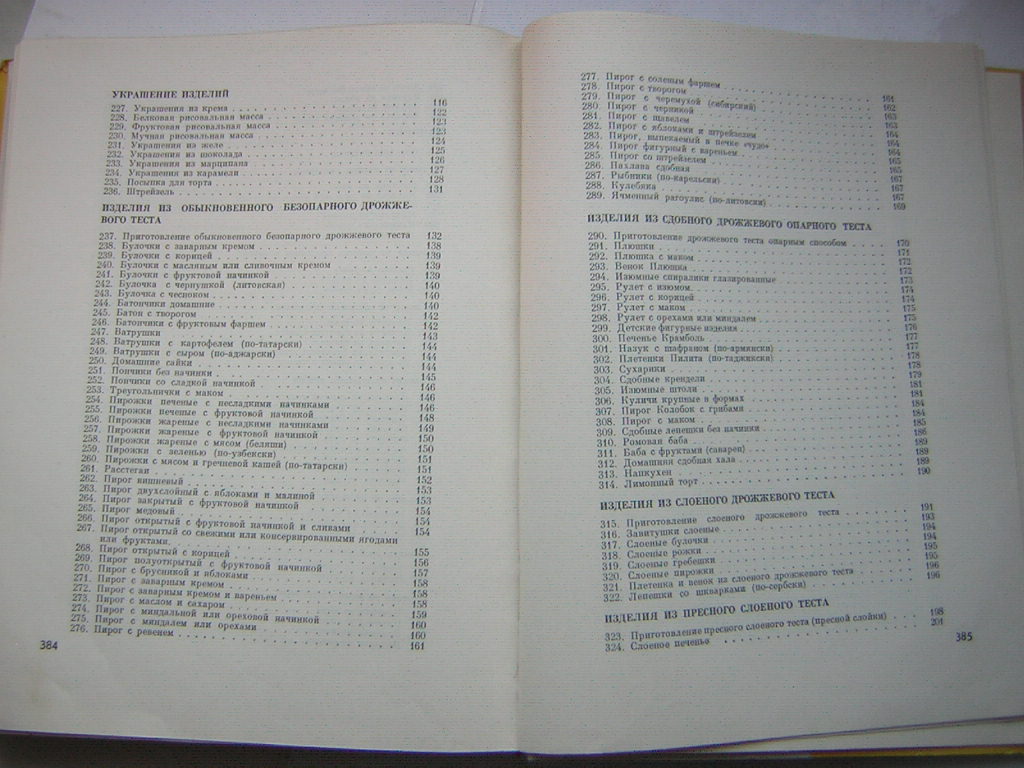 УКРАШЕНИЕ ИЗДЕЛИЙ
227. Украшения из крема 116
228. Белковая рисовальная масса 122
229. Фруктовая рисовальная масса 123
230. Мучная рисовальная масса 123
231. Украшения из желе 124
232. Украшения из шоколада 125
233. Украшения из марципана 126
234. Украшения из карамели 127
235. Посыпка для торта 128
236. Штрейзель 131
ИЗДЕЛИЯ ИЗ ОБЫКНОВЕННОГО БЕЗОПАРНОГО ДРОЖЖЕ-
ВОГО ТЕСТА
237. Приготовление обыкновенного безопарного дрожжевого теста 132
238. Булочки с заварным кремом 138
239. Булочки с корицей 139
240. Булочки с масляным или сливочным кремом 139
241. Булочки с фруктовой начинкой 139
242. Булочка с чернушкой (литовская) 140
243. Булочка с чесноком 140
244. Батончики домашние 140
245. Батон с творогом 142
246. Батончики с фруктовым фаршем 142
247. Ватрушки 143
248. Ватрушки с картофелем (по-татарски) 144
249. Ватрушки с сыром (по-аджарски) 144
250. Домашние сайки 144
251. Пончики без начинки 144
252. Пончики со сладкой начинкой 145
253. Треугольнички с маком 146
254. Пирожки печеные с несладкими начинками 146
255. Пирожки печеные с фруктовой начинкой 146
256. Пирожки жареные с несладкими начинками 148
257. Пирожки жареные с фруктовой начинкой 149
258. Пирожки жареные с мясом (беляши) 150
259. Пирожки с зеленью (по-узбекски) 150
260. Пирожки с мясом и гречневой кашей (по-татарски) 151
261. Расстегаи 151
262. Пирог вишневый 152
263. Пирог двухслойный с яблоками и малиной 153
264. Пирог закрытый с фруктовой начинкой 153
265. Пирог медовый 154
266. Пирог открытый с фруктовой начинкой и сливами 154
267. Пирог открытый со свежими или консервированными ягодами 154
или фруктами
268. Пирог открытый с корицей 155
269. Пирог полуоткрытый с фруктовой начинкой 156
270. Пирог с брусникой и яблоками 157
271. Пирог с заварным кремом 158
272. Пирог с заварным кремом и вареньем 158
273. Пирог с маслом и сахаром 158
274. Пирог с миндальной или ореховой начинкой 159
275. Пирог с миндалем или орехами 160
276. Пирог с ревенем 160
161
384
277. Пирог с соленым фаршем 161
278. Пирог с творогом 162
279. Пирог с черемухой (сибирский) 163
280. Пирог с черникой 163
281. Пирог с щавелем 164
282. Пирог с яблоками и штрейзелем 164
283. Пирог, выпекаемый в печке «чудо» 164
284. Пирог фигурный с вареньем 165
285. Пирог со штрейзелем 165
286. Пахлава сдобная 167
287. Рыбники (по-карельски) 167
288. Кулебяка 167
289. Ячменный рагоулис (по-литовски) 169
ИЗДЕЛИЯ ИЗ СДОБНОГО ДРОЖЖЕВОГО ОПАРНОГО ТЕСТА
290. Приготовление дрожжевого теста опарным способом 170
291. Плюшки 171
292. Плюшка с маком 172
293. Венок Плюшка 172
294. Изюмные спиралики глазированные 173
295. Рулет с изюмом 174
296. Рулет с корицей 174
297. Рулет с маком 175
298. Рулет с орехами или миндалем 175
299. Детские фигурные изделия 176
300. Печенье Крамболь 177
301. Назук с шафраном (по-армянски) 177
302. Плетенки Пилита (по-таджикски) 178
303. Сухарики 178
304. Сдобные крендели 179
305. Изюмные штоли 181
306. Куличи крупные в формах 181
307. Пирог Колобок с грибами 184
308. Пирог с маком 184
309. Сдобные лепешки без начинки 185
310. Ромовая баба 186
311. Баба с фруктами (саварен) 189
312. Домашняя сдобная хала 189
313. Папкухен 189
314. Лимонный торт 190
ИЗДЕЛИЯ ИЗ СЛОЕНОГО ДРОЖЖЕВОГО ТЕСТА
315. Приготовление слоеного дрожжевого теста 191
316. Завитушки слоеные 193
317. Слоеные булочки 194
318. Слоеные рожки 194
319. Слоеные гребешки 195
320. Слоеные пирожки 195
321. Плетенка и венок из слоеного дрожжевого теста 196
322. Лепешки со шкварками (по-сербски) 196
ИЗДЕЛИЯ ИЗ ПРЕСНОГО СЛОЕНОГО ТЕСТА
323. Приготовление пресного слоеного теста (пресной слойки) 198
324. Слоеное печенье 201
385